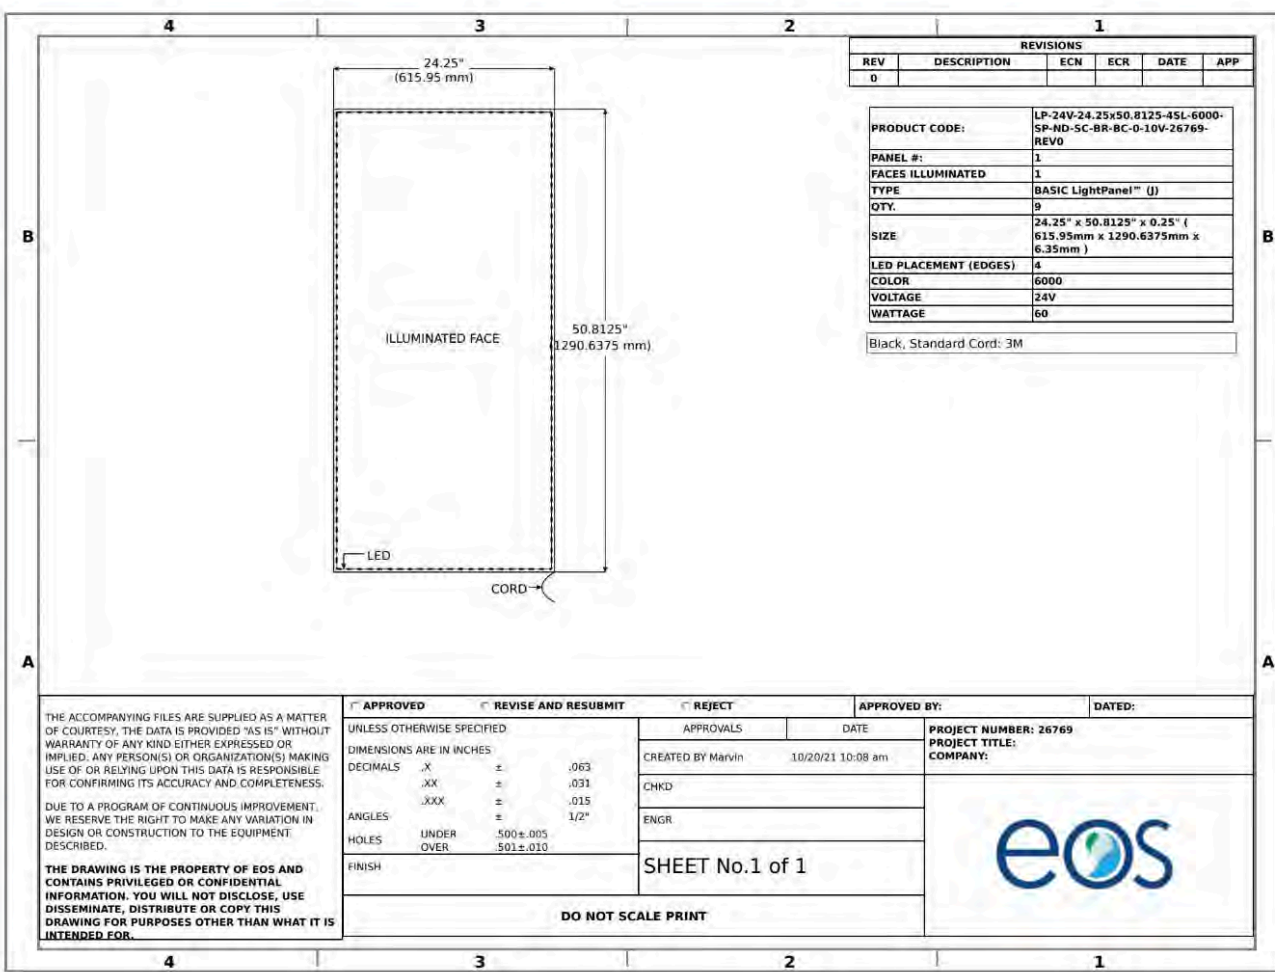 4 3 2 1
REVISIONS
REV DESCRIPTION ECN ECR DATE APP
0
24.25"
(615.95 mm)
PRODUCT CODE: LP-24V-24.25x50.8125-4SL-6000-
SP-ND-SC-BR-BC-0-10V-26769-
REV0
PANEL #: 1
FACES ILLUMINATED 1
TYPE BASIC LightPanel™ (J)
QTY. 9
SIZE 24.25" x 50.8125" x 0.25" (
615.95mm x 1290.6375mm x
6.35mm )
LED PLACEMENT (EDGES) 4
COLOR 6000
VOLTAGE 24V
WATTAGE 60
Black, Standard Cord: 3M
B B
ILLUMINATED FACE
50.8125"
(1290.6375 mm)
LED
CORD
A A
THE ACCOMPANYING FILES ARE SUPPLIED AS A MATTER
OF COURTESY, THE DATA IS PROVIDED "AS IS" WITHOUT
WARRANTY OF ANY KIND EITHER EXPRESSED OR
IMPLIED. ANY PERSON(S) OR ORGANIZATION(S) MAKING
USE OF OR RELYING UPON THIS DATA IS RESPONSIBLE
FOR CONFIRMING ITS ACCURACY AND COMPLETENESS.
DUE TO A PROGRAM OF CONTINUOUS IMPROVEMENT,
WE RESERVE THE RIGHT TO MAKE ANY VARIATION IN
DESIGN OR CONSTRUCTION TO THE EQUIPMENT
DESCRIBED.
THE DRAWING IS THE PROPERTY OF EOS AND
CONTAINS PRIVILEGED OR CONFIDENTIAL
INFORMATION. YOU WILL NOT DISCLOSE, USE
DISSEMINATE, DISTRIBUTE OR COPY THIS
DRAWING FOR PURPOSES OTHER THAN WHAT IT IS
INTENDED FOR.
APPROVED REVISE AND RESUBMIT REJECT APPROVED BY: DATED:
UNLESS OTHERWISE SPECIFIED
DIMENSIONS ARE IN INCHES
DECIMALS .X ± .063
.XX ± .031
.XXX ± .015
ANGLES ± 1/2°
HOLES UNDER .500±.005
OVER .501±.010
FINISH
APPROVALS DATE
CREATED BY Marvin 10/20/21 10:08 am
CHKD
ENGR
SHEET No.1 of 1
DO NOT SCALE PRINT
PROJECT NUMBER: 26769
PROJECT TITLE:
COMPANY:
eos
4 3 2 1